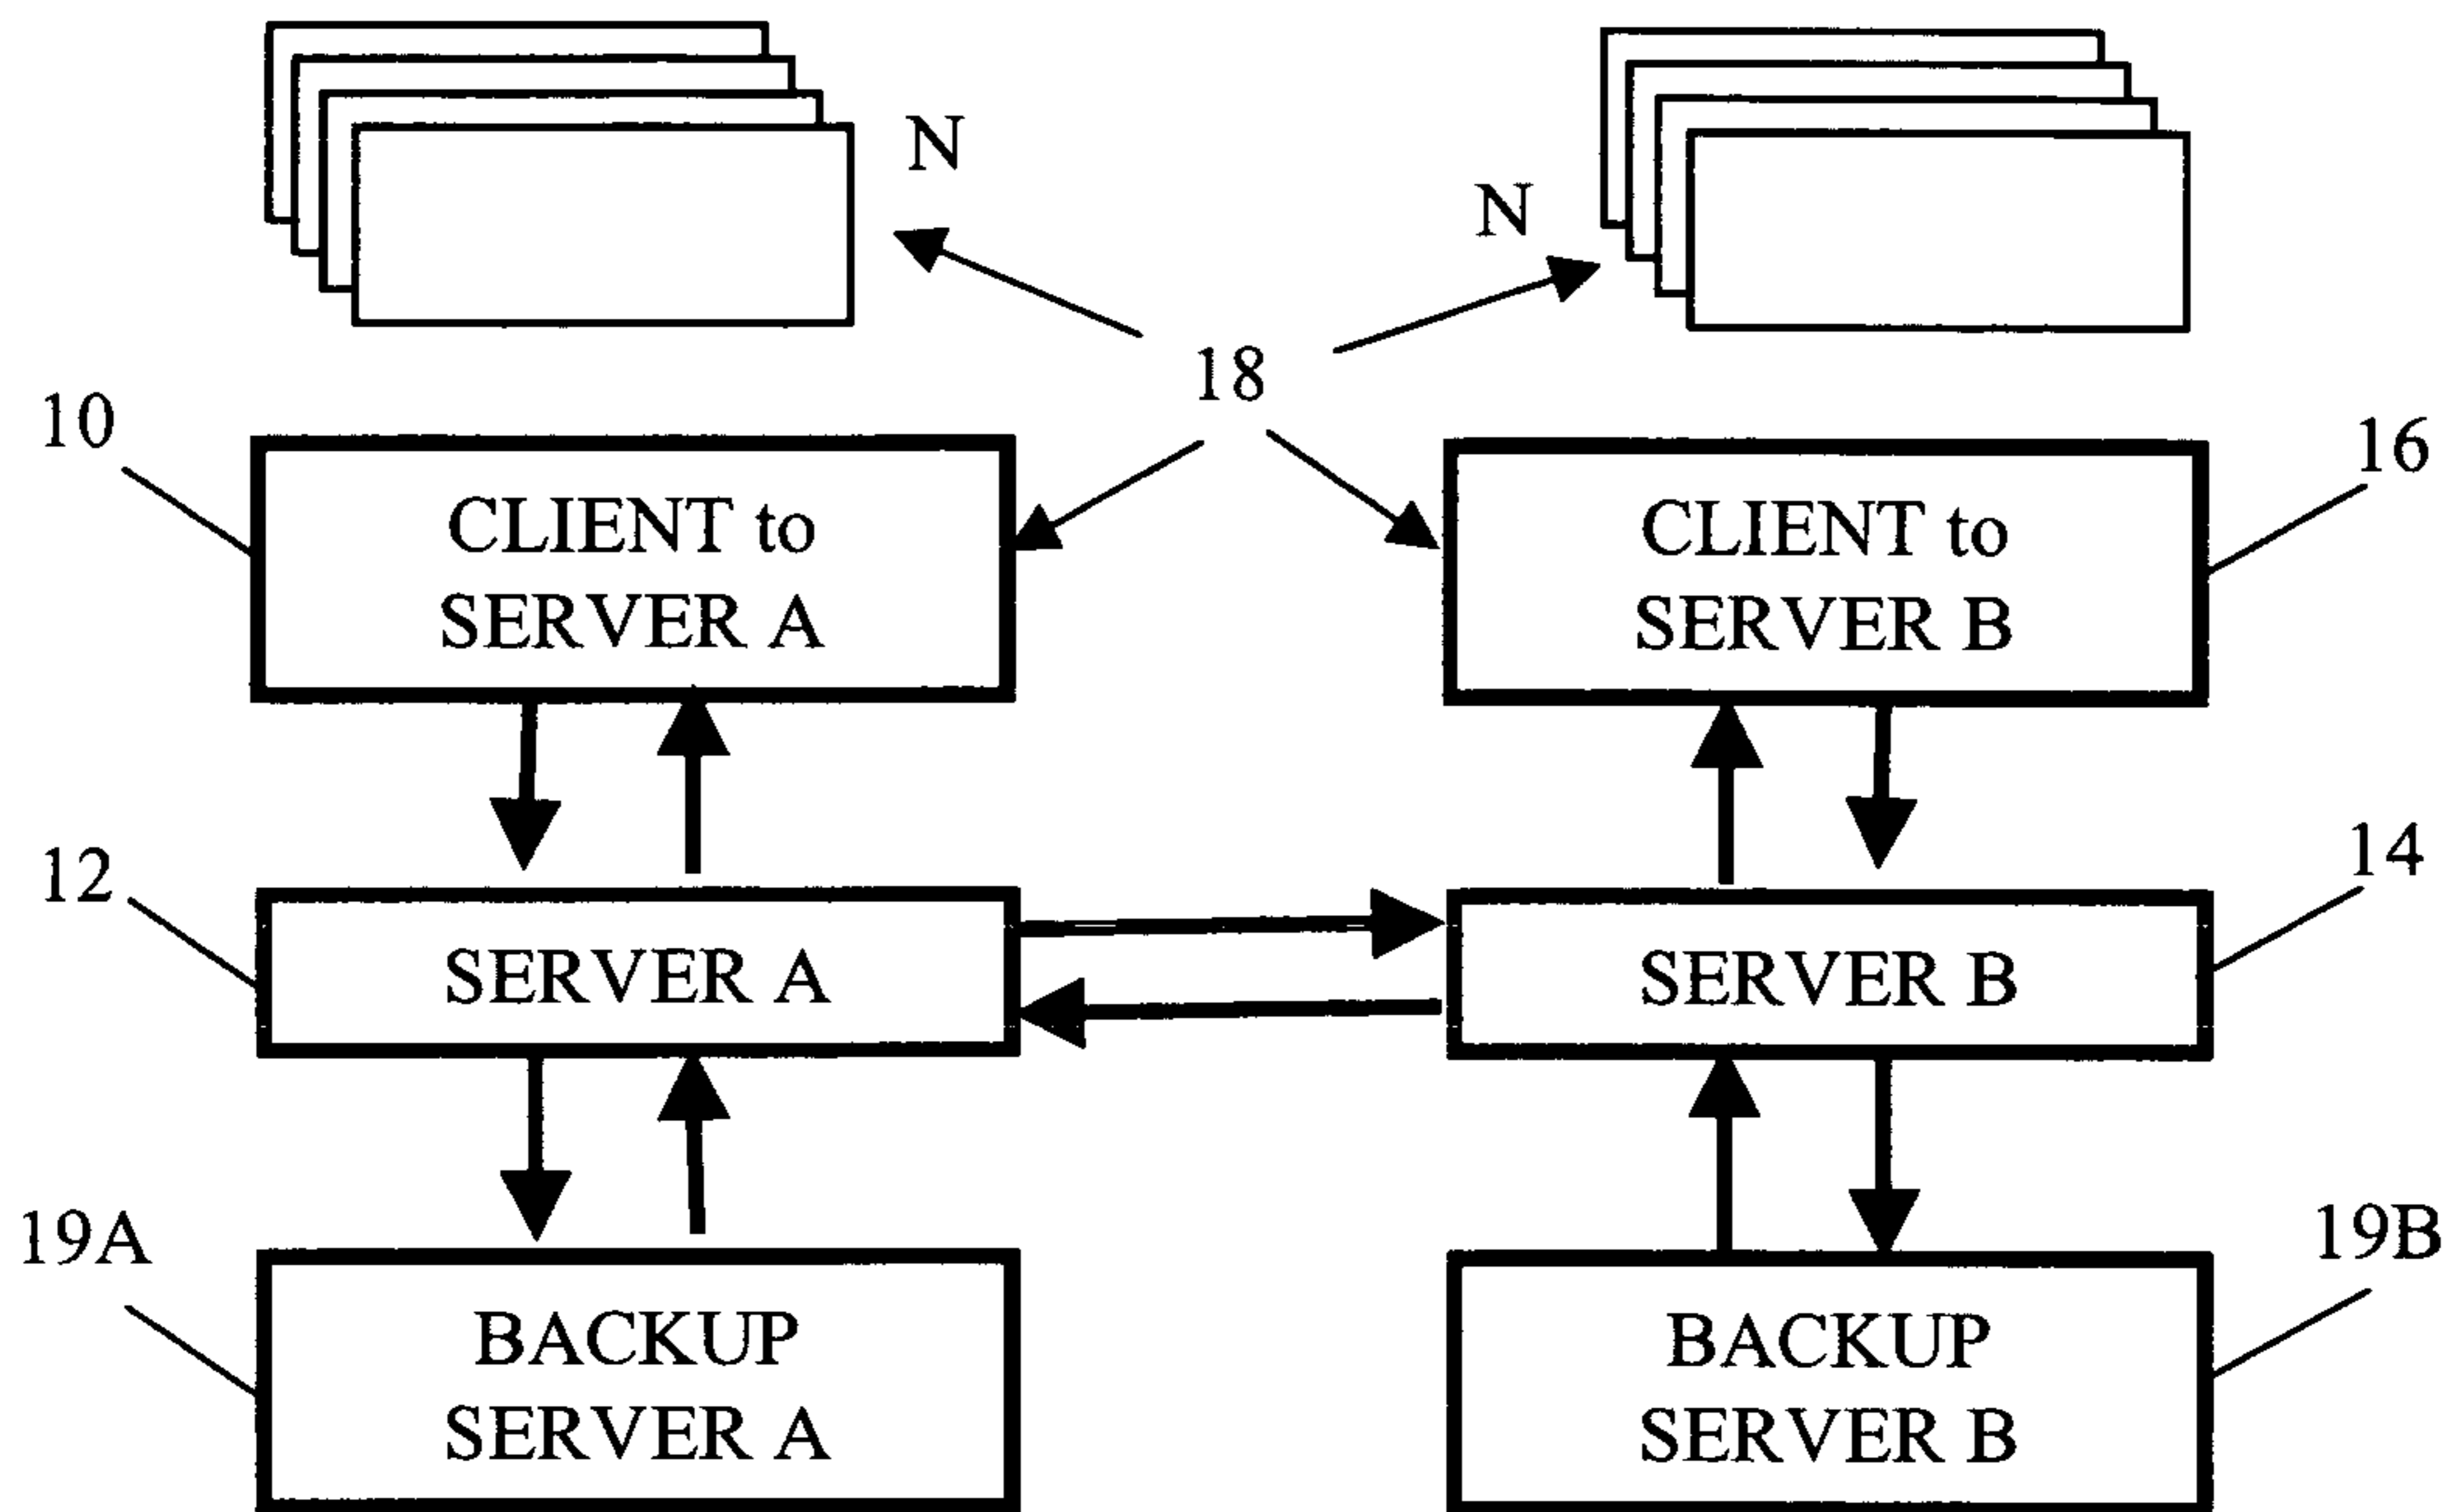 N
N
18
10
16
CLIENT to
SERVER A
CLIENT to
SERVER B
12
14
SERVER A
SERVER B
19A
19B
BACKUP
SERVER A
BACKUP
SERVER B